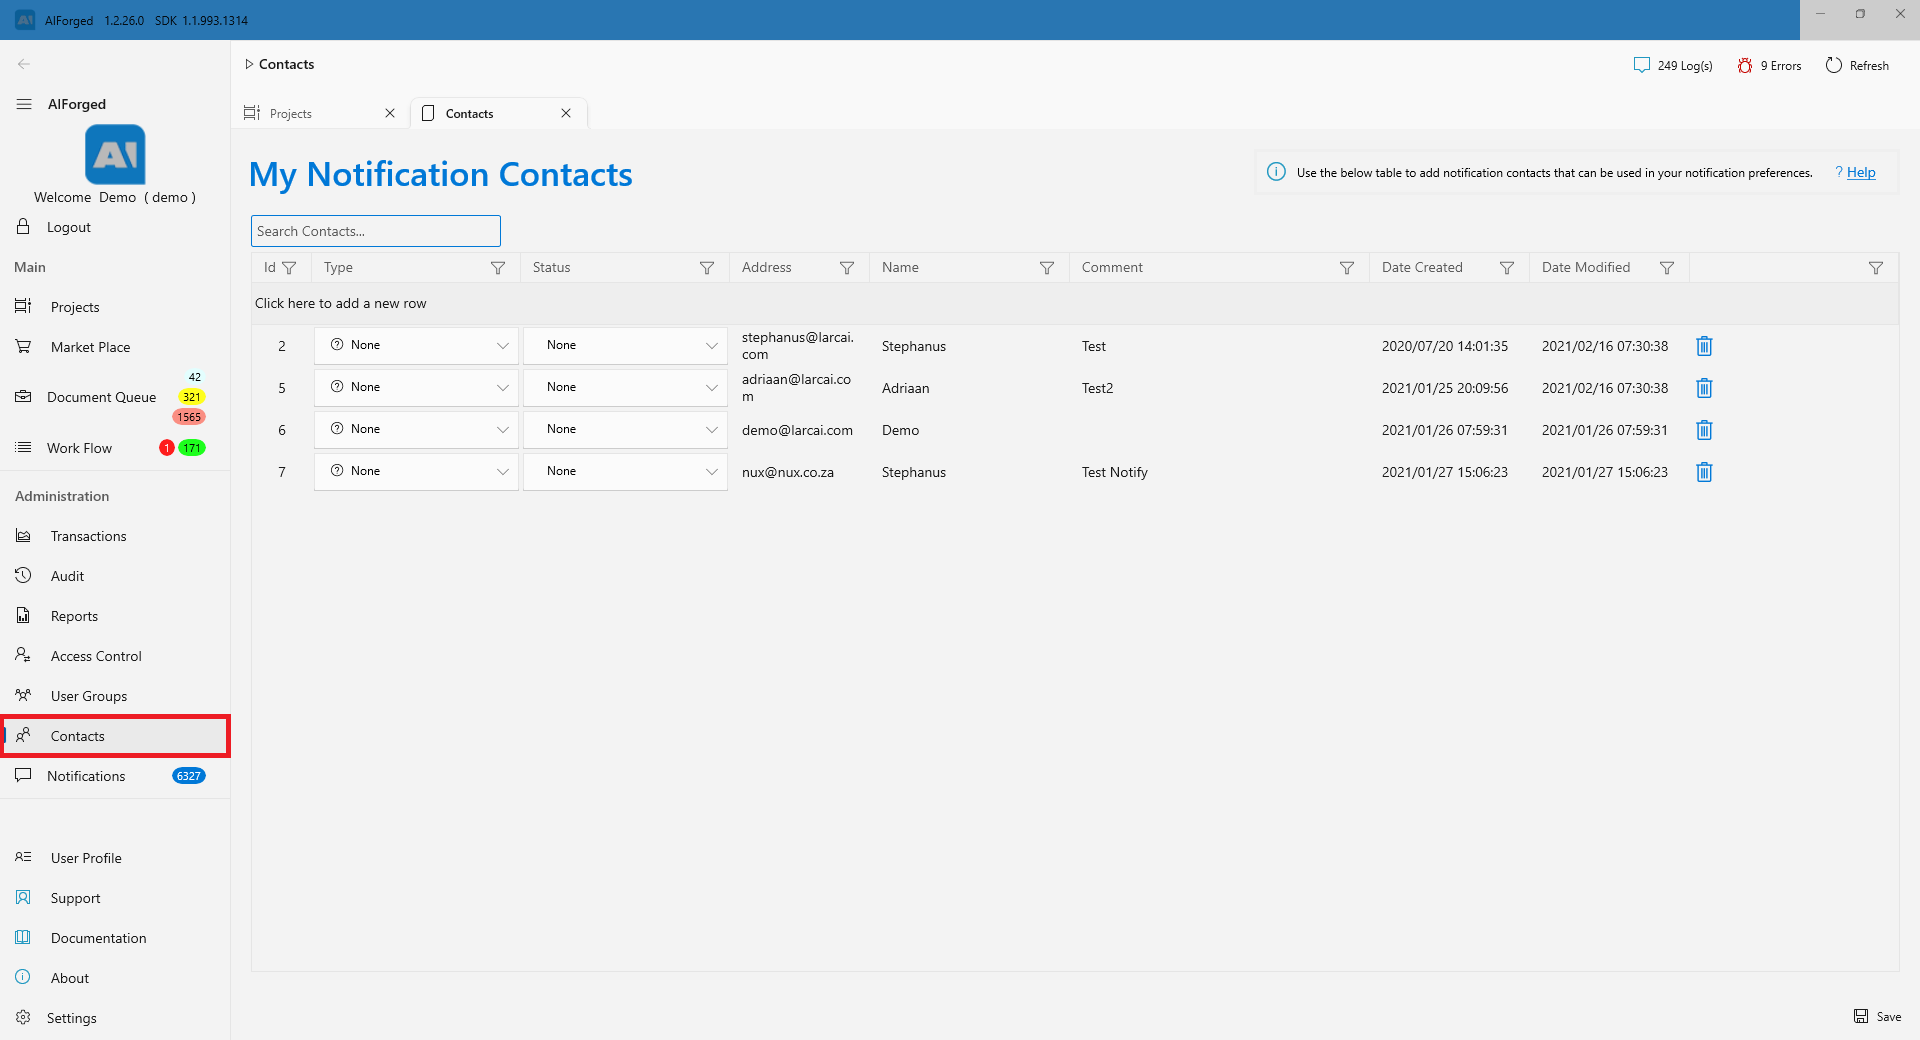 AIForged 1.2.26.0 SDK 1.1.993.1314
Contacts
249 Log(s) 9 Errors Refresh
AIForged
AI
Welcome Demo ( demo )
Logout
Main
Projects
Market Place
42
Document Queue 321
1565
Work Flow 1 171
Administration
Transactions
Audit
Reports
Access Control
User Groups
Contacts
Notifications 6327
User Profile
Support
Documentation
About
Settings
Projects Contacts
My Notification Contacts
Use the below table to add notification contacts that can be used in your notification preferences. ? Help
Search Contacts...
Id Type Status Address Name Comment Date Created Date Modified
Click here to add a new row
2 None None stephanus@larcai.
com Stephanus Test 2020/07/20 14:01:35 2021/02/16 07:30:38
5 None None adriaan@larcai.co
m Adriaan Test2 2021/01/25 20:09:56 2021/02/16 07:30:38
6 None None demo@larcai.com Demo 2021/01/26 07:59:31 2021/01/26 07:59:31
7 None None nux@nux.co.za Stephanus Test Notify 2021/01/27 15:06:23 2021/01/27 15:06:23
Save